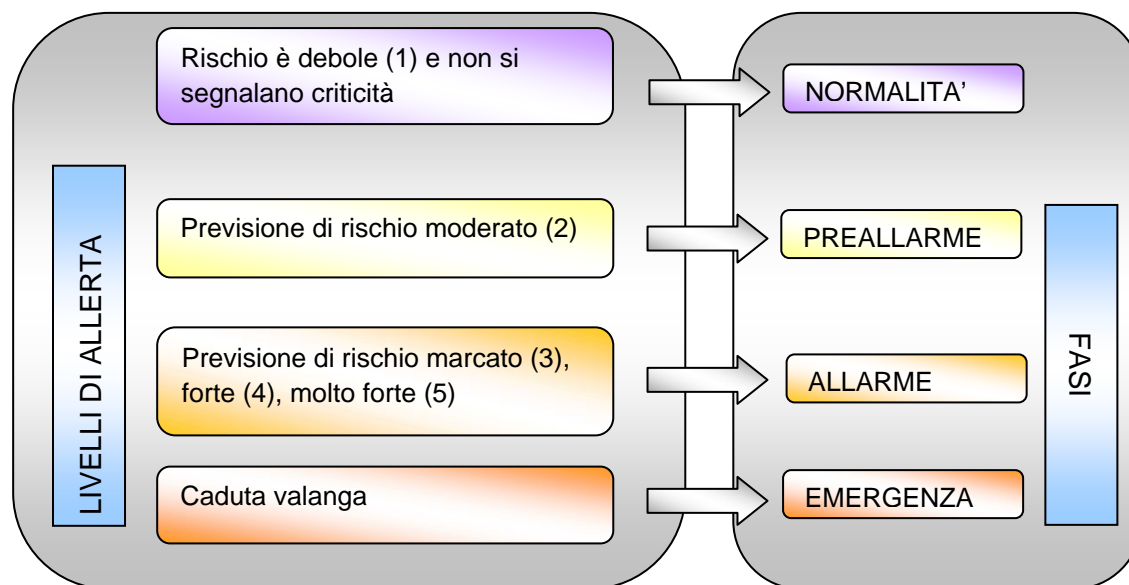 LIVELLI DI ALLERTA
Rischio è debole (1) e non si
segnalano criticità
NORMALITA’
Previsione di rischio moderato (2)
PREALLARME
Previsione di rischio marcato (3),
forte (4), molto forte (5)
ALLARME
Caduta valanga
EMERGENZA
FASI